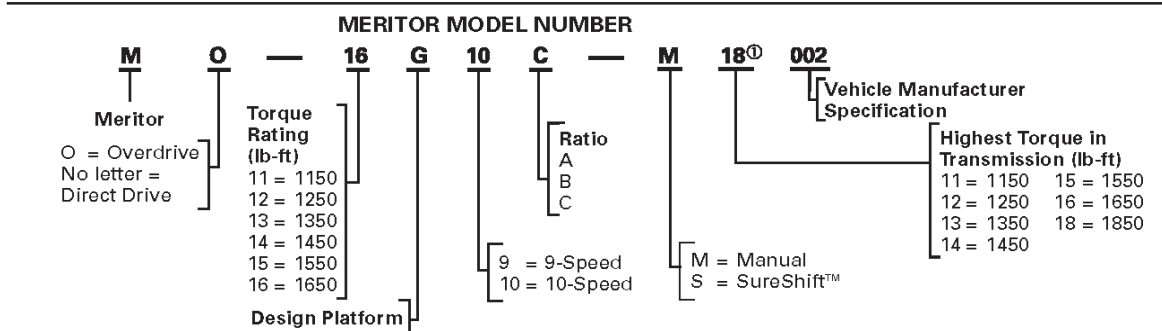 MERITOR MODEL NUMBER
M O — 16 G 10 C — M 18① 002
Meritor
O = Overdrive
No letter =
Direct Drive
Torque
Rating
(lb-ft)
11 = 1150
12 = 1250
13 = 1350
14 = 1450
15 = 1550
16 = 1650
Design Platform
9 = 9-Speed
10 = 10-Speed
Ratio
A
B
C
M = Manual
S = SureShift™
Vehicle Manufacturer
Specification
Highest Torque in
Transmission (lb-ft)
11 = 1150 15 = 1550
12 = 1250 16 = 1650
13 = 1350 18 = 1850
14 = 1450